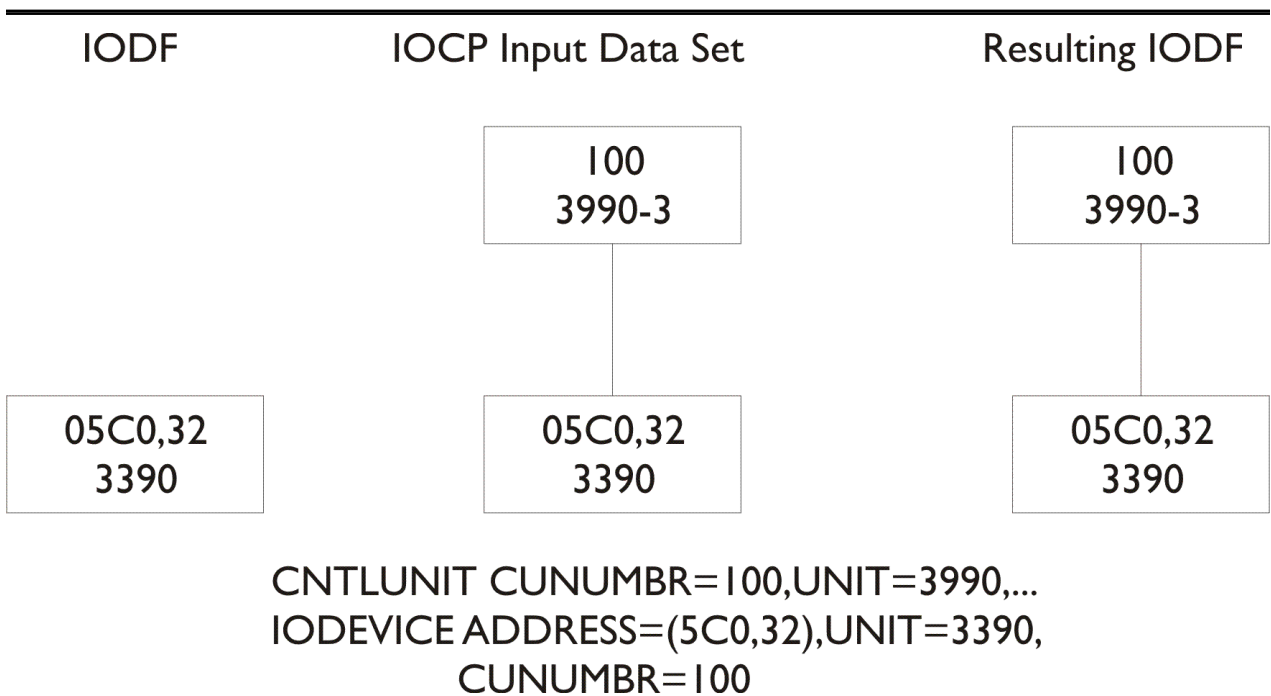 IODF
IOCP Input Data Set
Resulting IODF
100
3990-3
100
3990-3
05C0,32
3390
05C0,32
3390
05C0,32
3390
CNTLUNIT CUNUMBR=100,UNIT=3990,...
IODEVICE ADDRESS=(5C0,32),UNIT=3390,
CUNUMBR=100